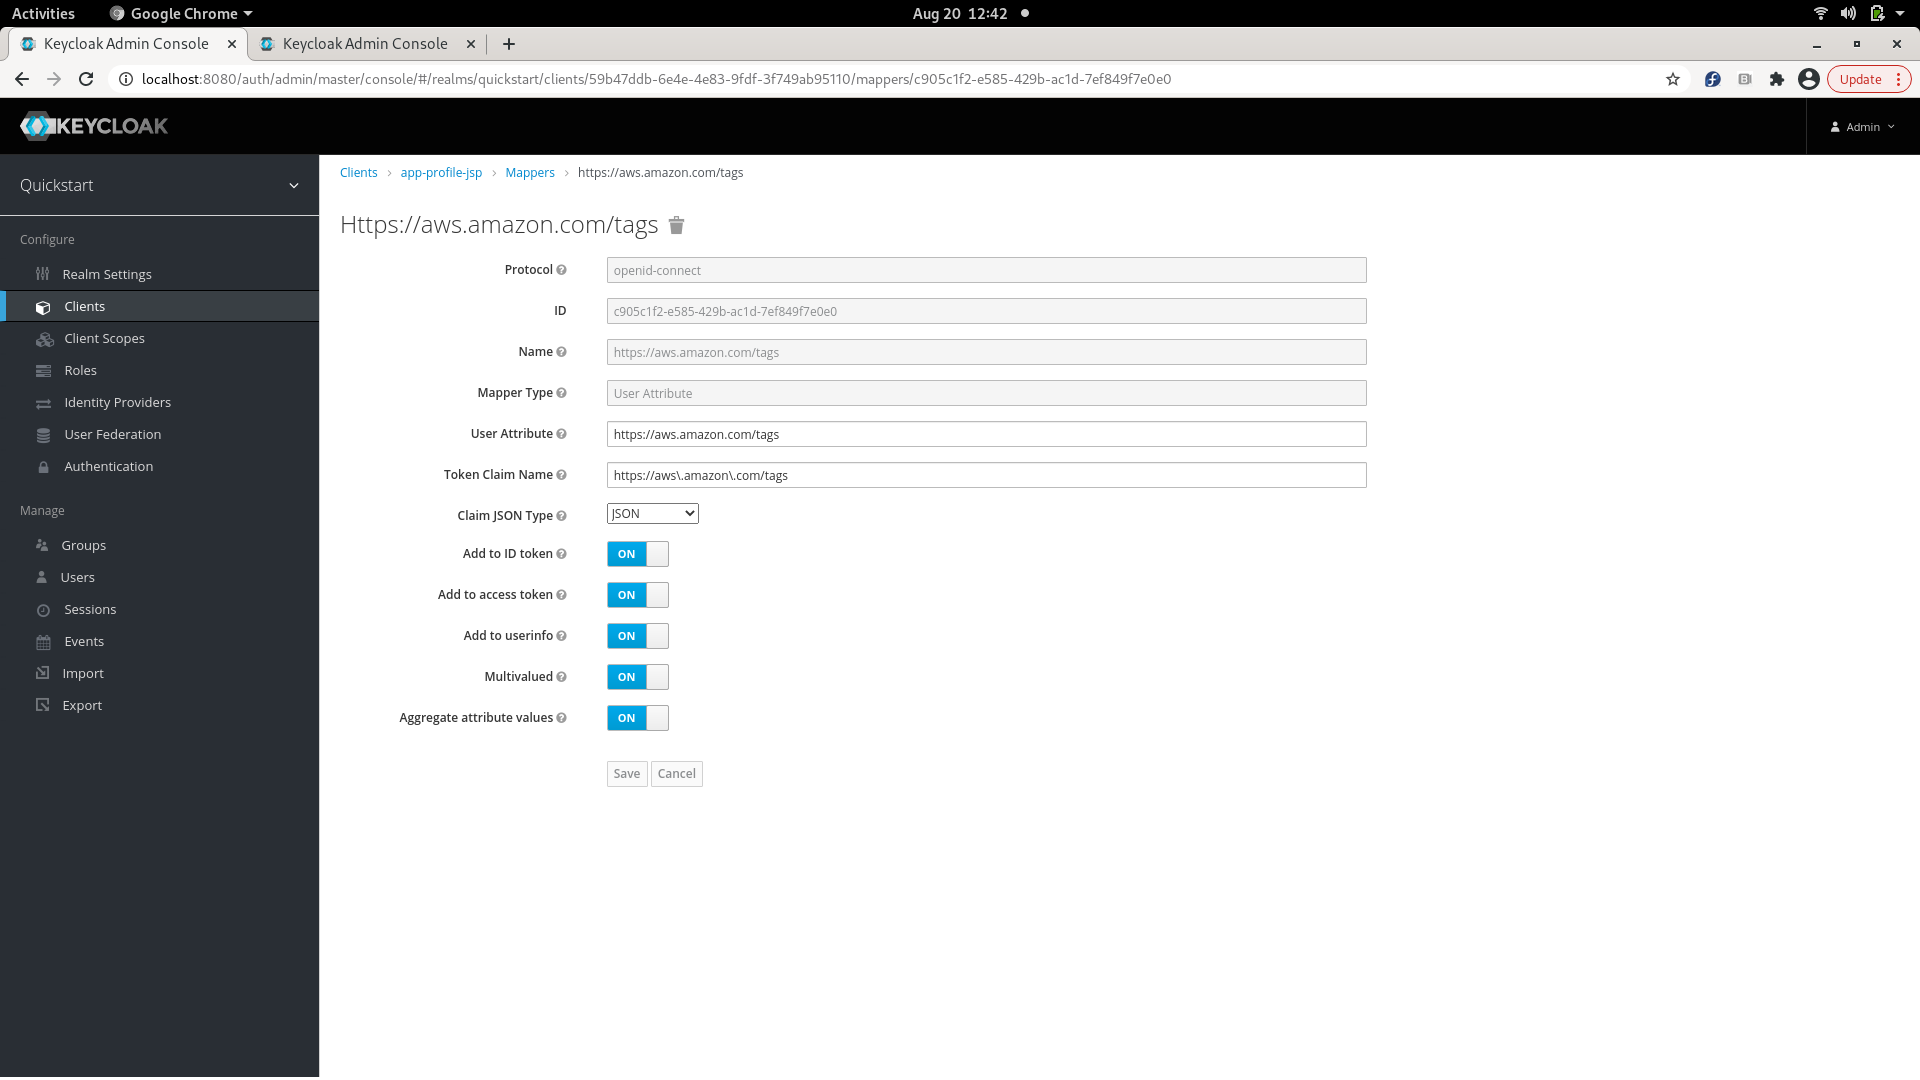 Activities
Google Chrome
Aug 20 12:42
Keycloak Admin Console
Keycloak Admin Console
localhost:8080/auth/admin/master/console/#/realms/quickstart/clients/59b47ddb-6e4e-4e83-9fdf-3f749ab95110/mappers/c905c1f2-e585-429b-ac1d-7ef849f7e0e0
Update
KEYCLOAK
Admin
Quickstart
Configure
Realm Settings
Clients
Client Scopes
Roles
Identity Providers
User Federation
Authentication
Manage
Groups
Users
Sessions
Events
Import
Export
Clients > app-profile-jsp > Mappers > https://aws.amazon.com/tags
Https://aws.amazon.com/tags
Protocol openid-connect
ID c905c1f2-e585-429b-ac1d-7ef849f7e0e0
Name https://aws.amazon.com/tags
Mapper Type User Attribute
User Attribute https://aws.amazon.com/tags
Token Claim Name https://aws\.amazon\.com/tags
Claim JSON Type JSON
Add to ID token ON
Add to access token ON
Add to userinfo ON
Multivalued ON
Aggregate attribute values ON
Save Cancel